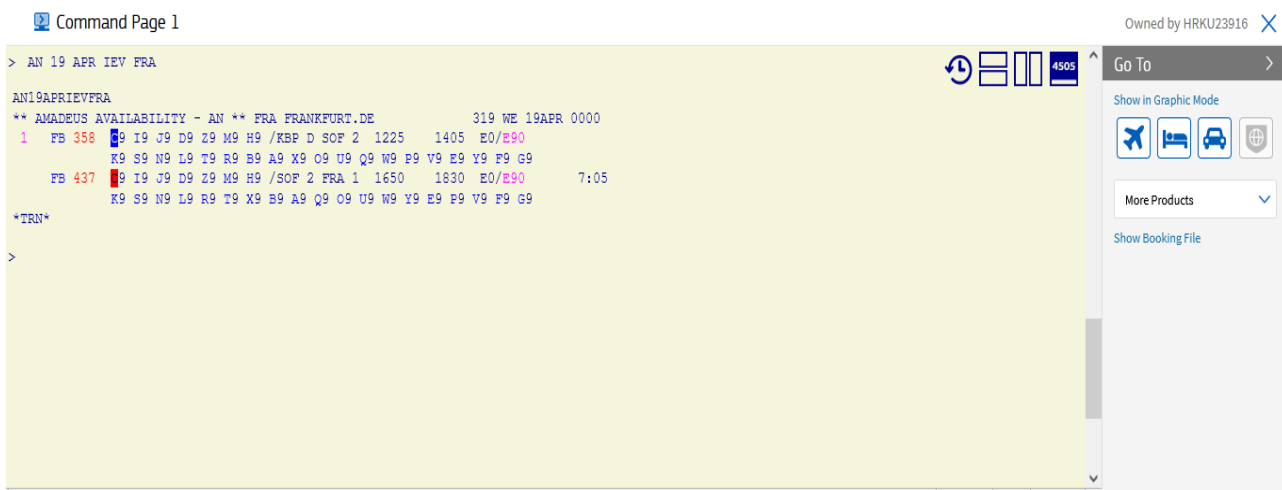 Command Page 1
Owned by HRKU23916
> AN 19 APR IEV FRA
4505
AN19APRIEVFRA
** AMADEUS AVAILABILITY - AN ** FRA FRANKFURT.DE 319 WE 19APR 0000
1 FB 358 C9 I9 J9 D9 Z9 M9 H9 /KBP D SOF 2 1225 1405 E0/E90
K9 S9 N9 L9 T9 R9 B9 A9 X9 O9 U9 Q9 W9 P9 V9 E9 Y9 F9 G9
FB 437 C9 I9 J9 D9 Z9 M9 H9 /SOF 2 FRA 1 1650 1830 E0/E90 7:05
K9 S9 N9 L9 R9 T9 X9 B9 A9 Q9 O9 U9 W9 Y9 E9 P9 V9 F9 G9
*TRN*
>
Go To
Show in Graphic Mode
More Products
Show Booking File